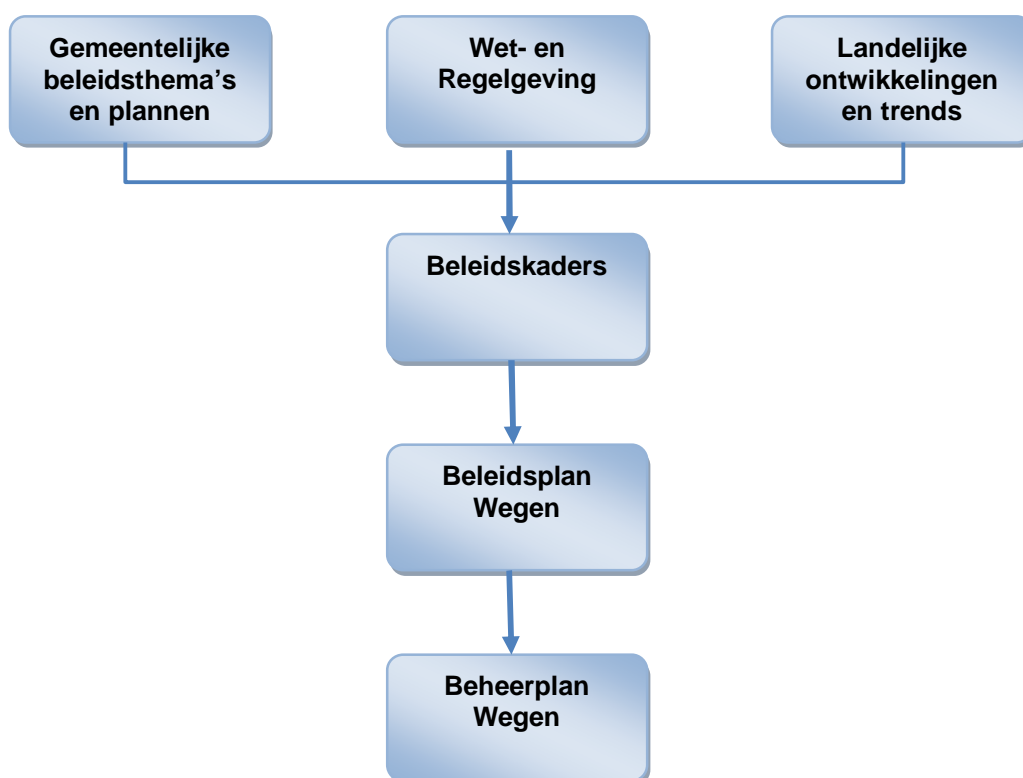 Gemeentelijke
beleidsthema's
en plannen
Wet- en
Regelgeving
Landelijke
ontwikkelingen
en trends
Beleidskaders
Beleidsplan
Wegen
Beheerplan
Wegen